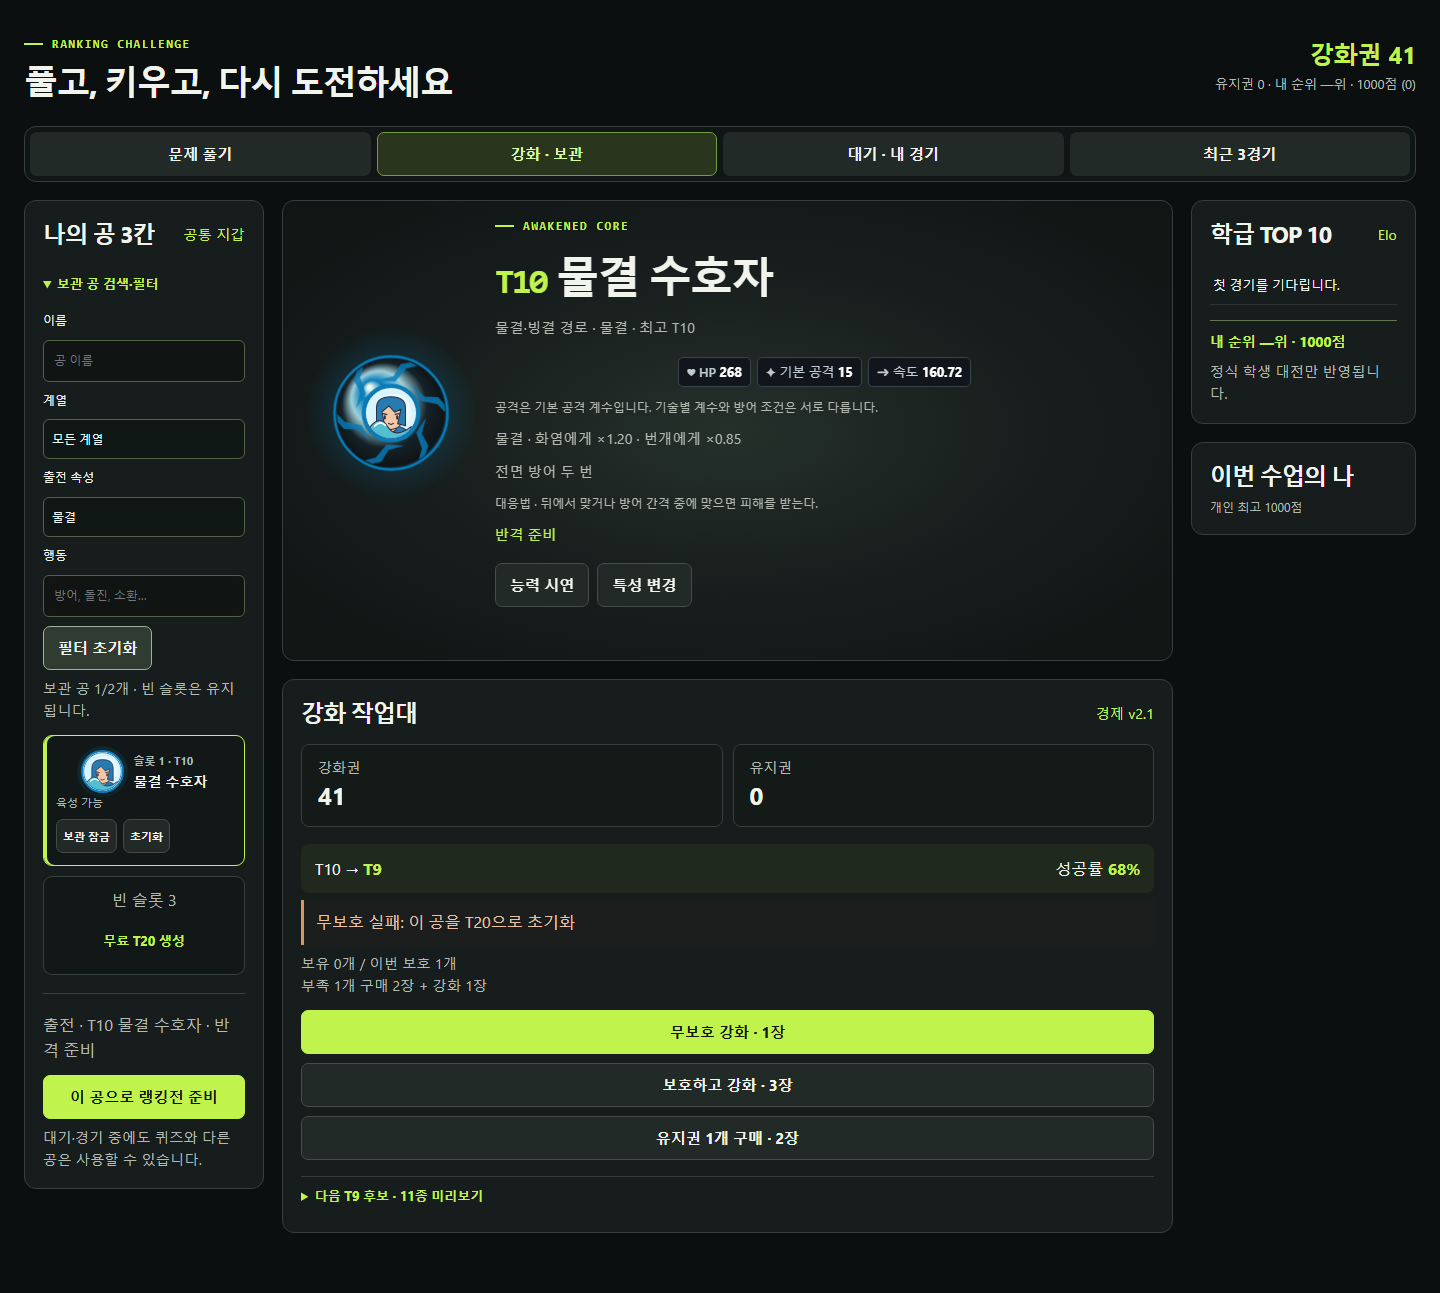 RANKING CHALLENGE
풀고, 키우고, 다시 도전하세요
강화권 41
유지권 0 · 내 순위 —위 · 1000점 (0)
문제 풀기
강화 · 보관
대기 · 내 경기
최근 3경기
나의 공 3칸
공통 지갑
▼ 보관 공 검색·필터
이름
공 이름
계열
모든 계열
출전 속성
물결
행동
방어, 돌진, 소환...
필터 초기화
보관 공 1/2개 · 빈 슬롯은 유지
됩니다.
슬롯 1 · T10
물결 수호자
육성 가능
보관 잠금
초기화
빈 슬롯 3
무료 T20 생성
출전 · T10 물결 수호자 · 반
격 준비
이 공으로 랭킹전 준비
대기·경기 중에도 퀴즈와 다른
공은 사용할 수 있습니다.
AWAKENED CORE
T10 물결 수호자
물결·빙결 경로 · 물결 · 최고 T10
♥ HP 268
✦ 기본 공격 15
→ 속도 160.72
공격은 기본 공격 계수입니다. 기술별 계수와 방어 조건은 서로 다릅니다.
물결 · 화염에게 ×1.20 · 번개에게 ×0.85
전면 방어 두 번
대응법 · 뒤에서 맞거나 방어 간격 중에 맞으면 피해를 받는다.
반격 준비
능력 시연
특성 변경
강화 작업대
경제 v2.1
강화권
41
유지권
0
T10 → T9
성공률 68%
무보호 실패: 이 공을 T20으로 초기화
보유 0개 / 이번 보호 1개
부족 1개 구매 2장 + 강화 1장
무보호 강화 · 1장
보호하고 강화 · 3장
유지권 1개 구매 · 2장
▶ 다음 T9 후보 · 11종 미리보기
학급 TOP 10
Elo
첫 경기를 기다립니다.
내 순위 —위 · 1000점
정식 학생 대전만 반영됩니
다.
이번 수업의 나
개인 최고 1000점